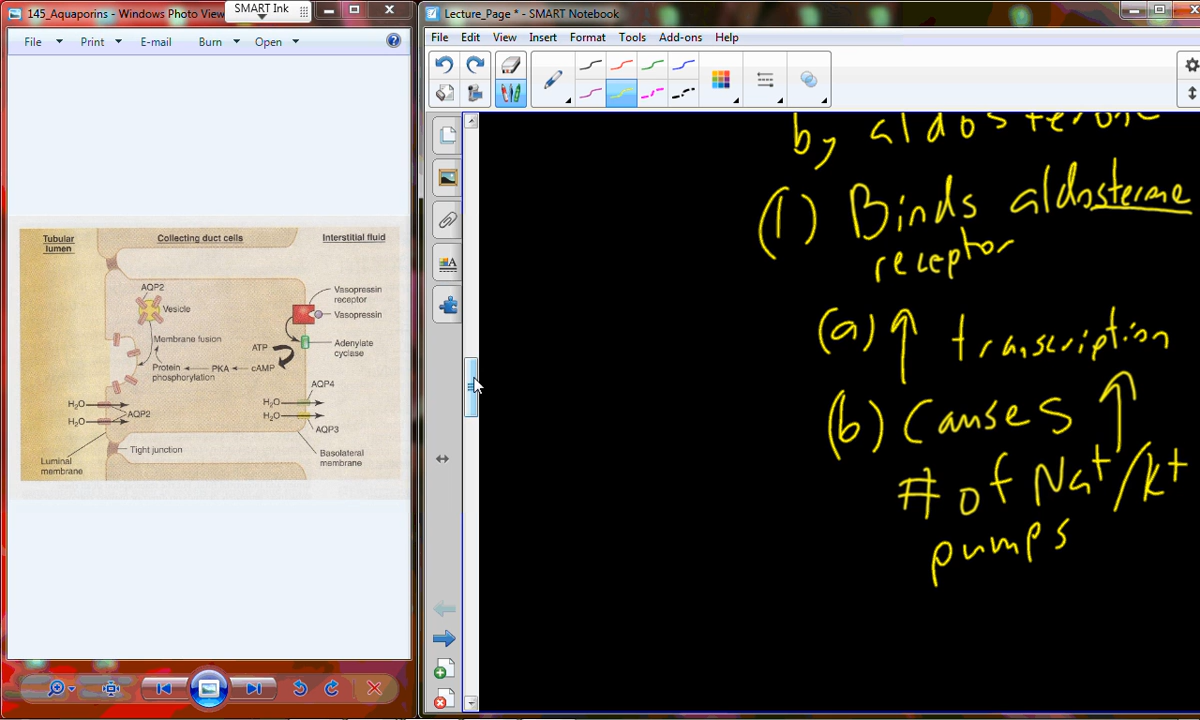 145_Aquaporins - Windows Photo View
SMART Ink
File Print E-mail Burn Open
Tubular
lumen
Collecting duct cells
Interstitial fluid
AQP2
Vesicle
Vasopressin
receptor
Vasopressin
Membrane fusion
ATP
Adenylate
cyclase
Protein
phosphorylation
PKA
cAMP
AQP4
H₂O
H₂O
AQP2
H₂O
H₂O
AQP3
Tight junction
Luminal
membrane
Basolateral
membrane
Lecture_Page * - SMART Notebook
File Edit View Insert Format Tools Add-ons Help
b, aldosterone
(1) Binds aldosterone
receptor
(a) ↑ transcription
(b) Causes ↑
# of Na+/K+
pumps